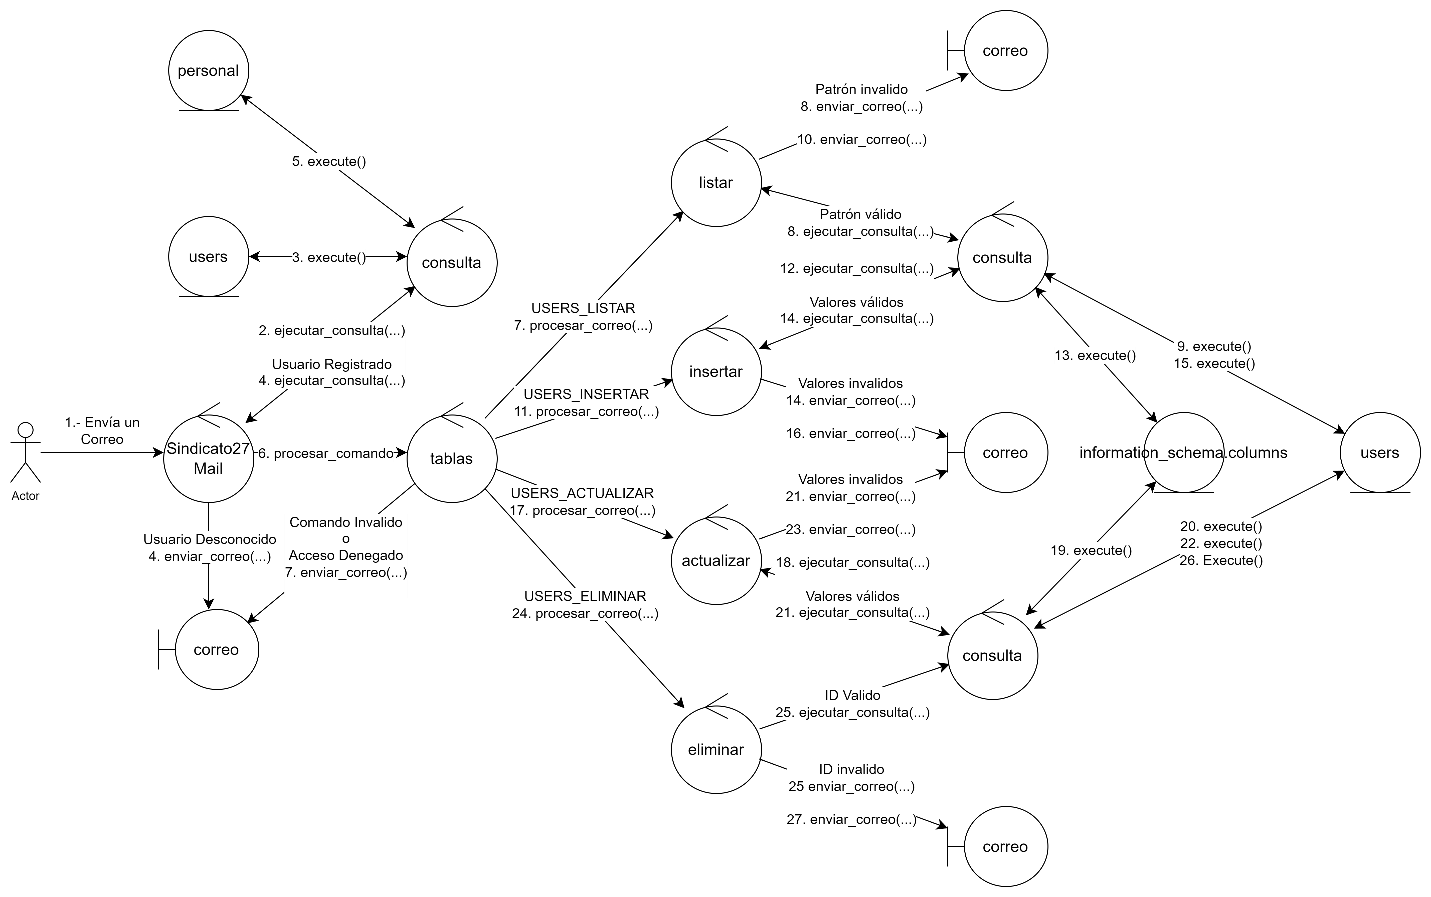 personal
5. execute()
users
3. execute()
consulta
2. ejecutar_consulta(...)
Usuario Registrado
4. ejecutar_consulta(...)
1.- Envía un
Correo
Actor
Sindicato27
Mail
6. procesar_comando
tablas
Usuario Desconocido
4. enviar_correo(...)
Comando Invalido
o
Acceso Denegado
7. enviar_correo(...)
correo
USERS_LISTAR
7. procesar_correo(...)
USERS_INSERTAR
11. procesar_correo(...)
USERS_ACTUALIZAR
17. procesar_correo(...)
USERS_ELIMINAR
24. procesar_correo(...)
listar
Patrón invalido
8. enviar_correo(...)
10. enviar_correo(...)
correo
Patrón válido
8. ejecutar_consulta(...)
12. ejecutar_consulta(...)
consulta
Valores válidos
14. ejecutar_consulta(...)
insertar
Valores invalidos
14. enviar_correo(...)
16. enviar_correo(...)
correo
Valores invalidos
21. enviar_correo(...)
23. enviar_correo(...)
actualizar
18. ejecutar_consulta(...)
Valores válidos
21. ejecutar_consulta(...)
consulta
ID Valido
25. ejecutar_consulta(...)
eliminar
ID invalido
25 enviar_correo(...)
27. enviar_correo(...)
correo
13. execute()
9. execute()
15. execute()
information_schema.columns
users
19. execute()
20. execute()
22. execute()
26. Execute()